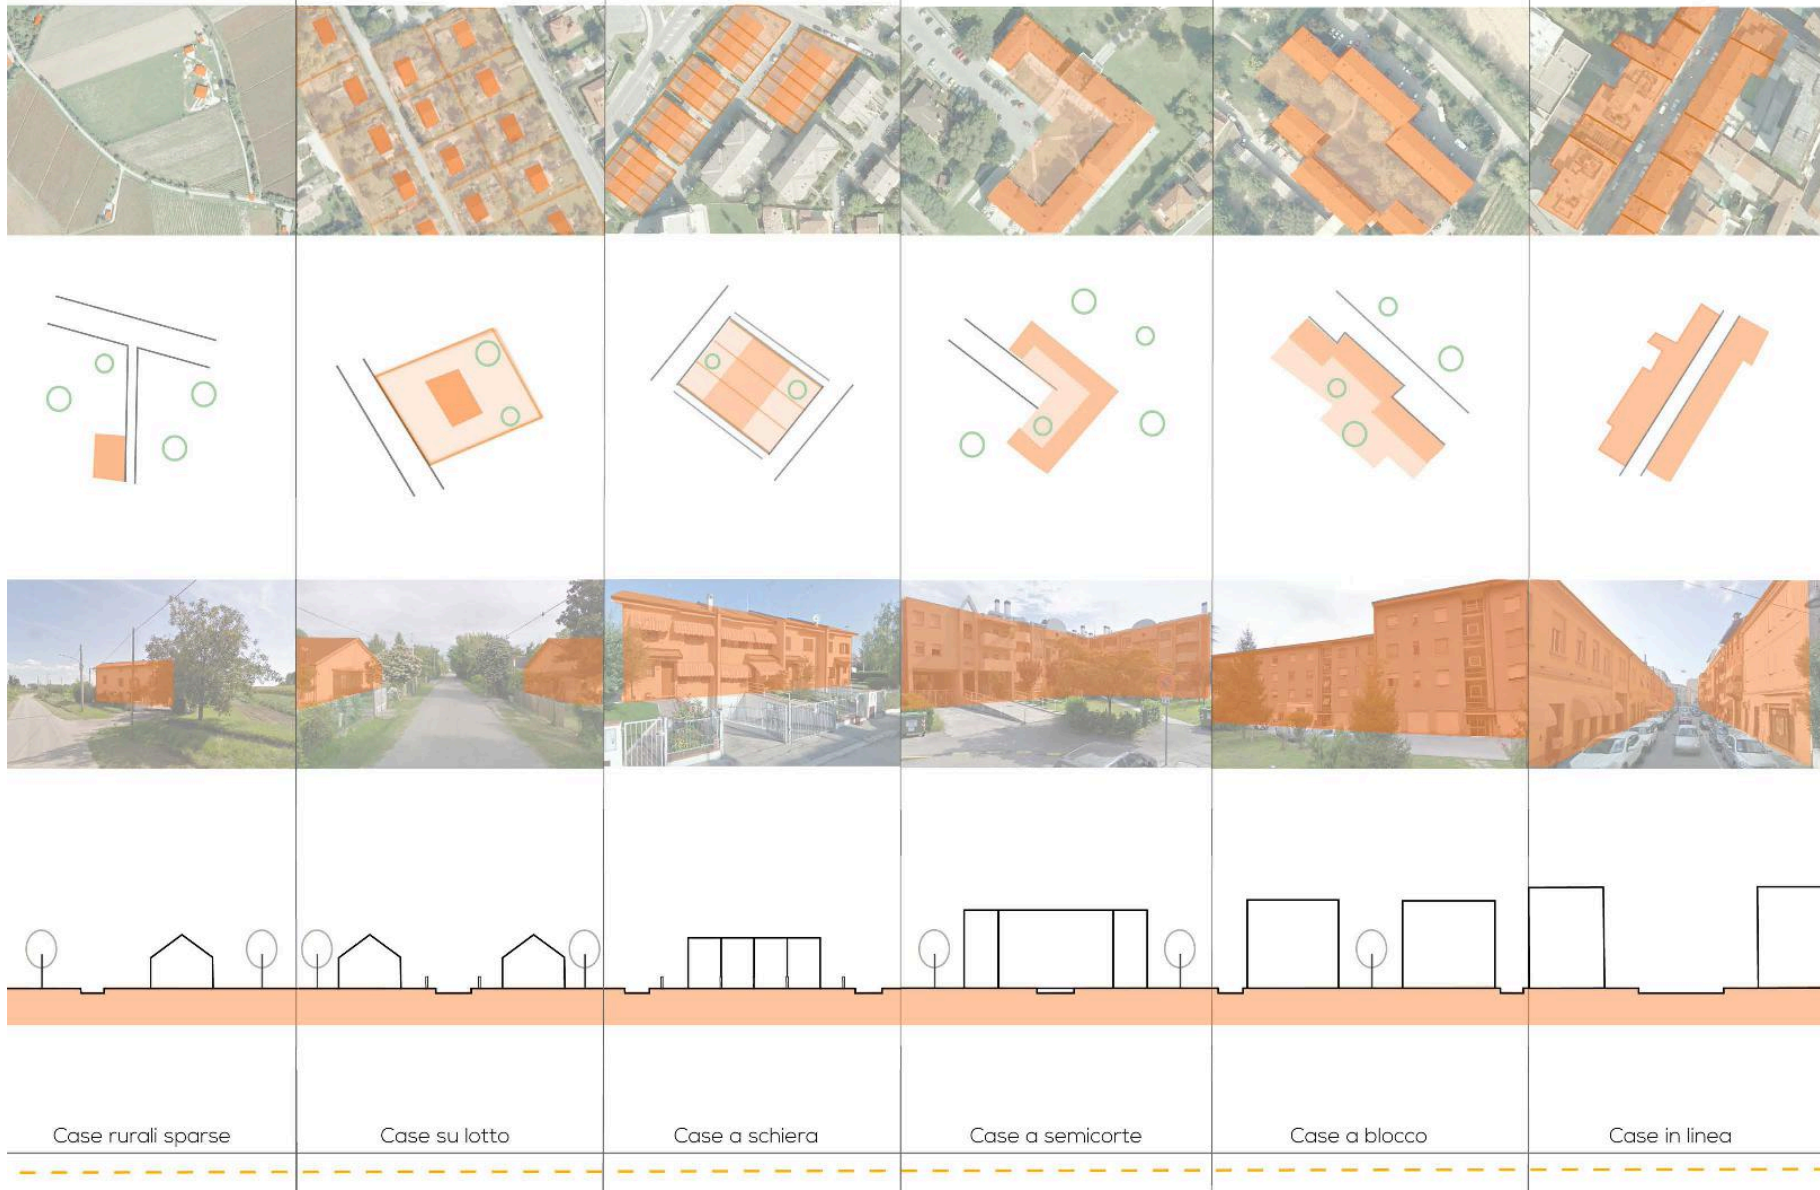 Case rurali sparse
Case su lotto
Case a schiera
Case a semicorte
Case a blocco
Case in linea